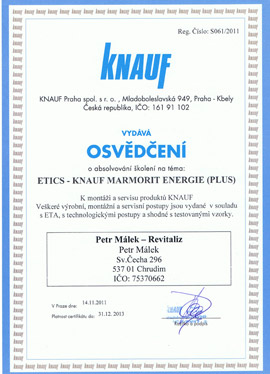 Reg. Číslo: S061/2011
KNAUF
KNAUF Praha spol. s r. o. , Mladoboleslavská 949, Praha - Kbely
Česká republika, IČO: 161 91 102
VYDÁVÁ
OSVĚDČENÍ
o absolvování školení na téma:
ETICS - KNAUF MARMORIT ENERGIE (PLUS)
K montáži a servisu produktů KNAUF
Veškeré výrobní, montážní a servisní postupy jsou vydané v souladu
s ETA, s technologickými postupy a shodné s testovanými vzorky.
Petr Málek – Revitaliz
Petr Málek
Sv.Čecha 296
537 01 Chrudim
IČO: 75370662
V Praze dne: 14.11.2011
Platnost certifikátu do: 31.12.2013
KNAUF